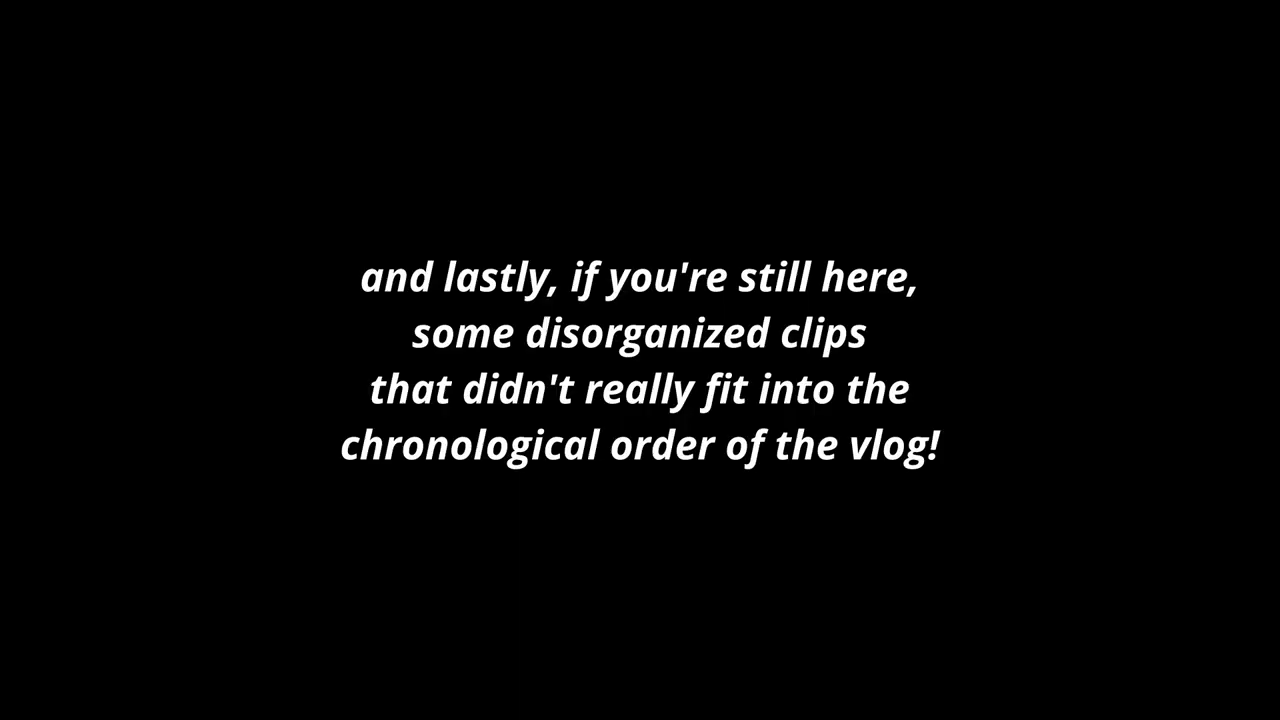 and lastly, if you're still here,
some disorganized clips
that didn't really fit into the
chronological order of the vlog!